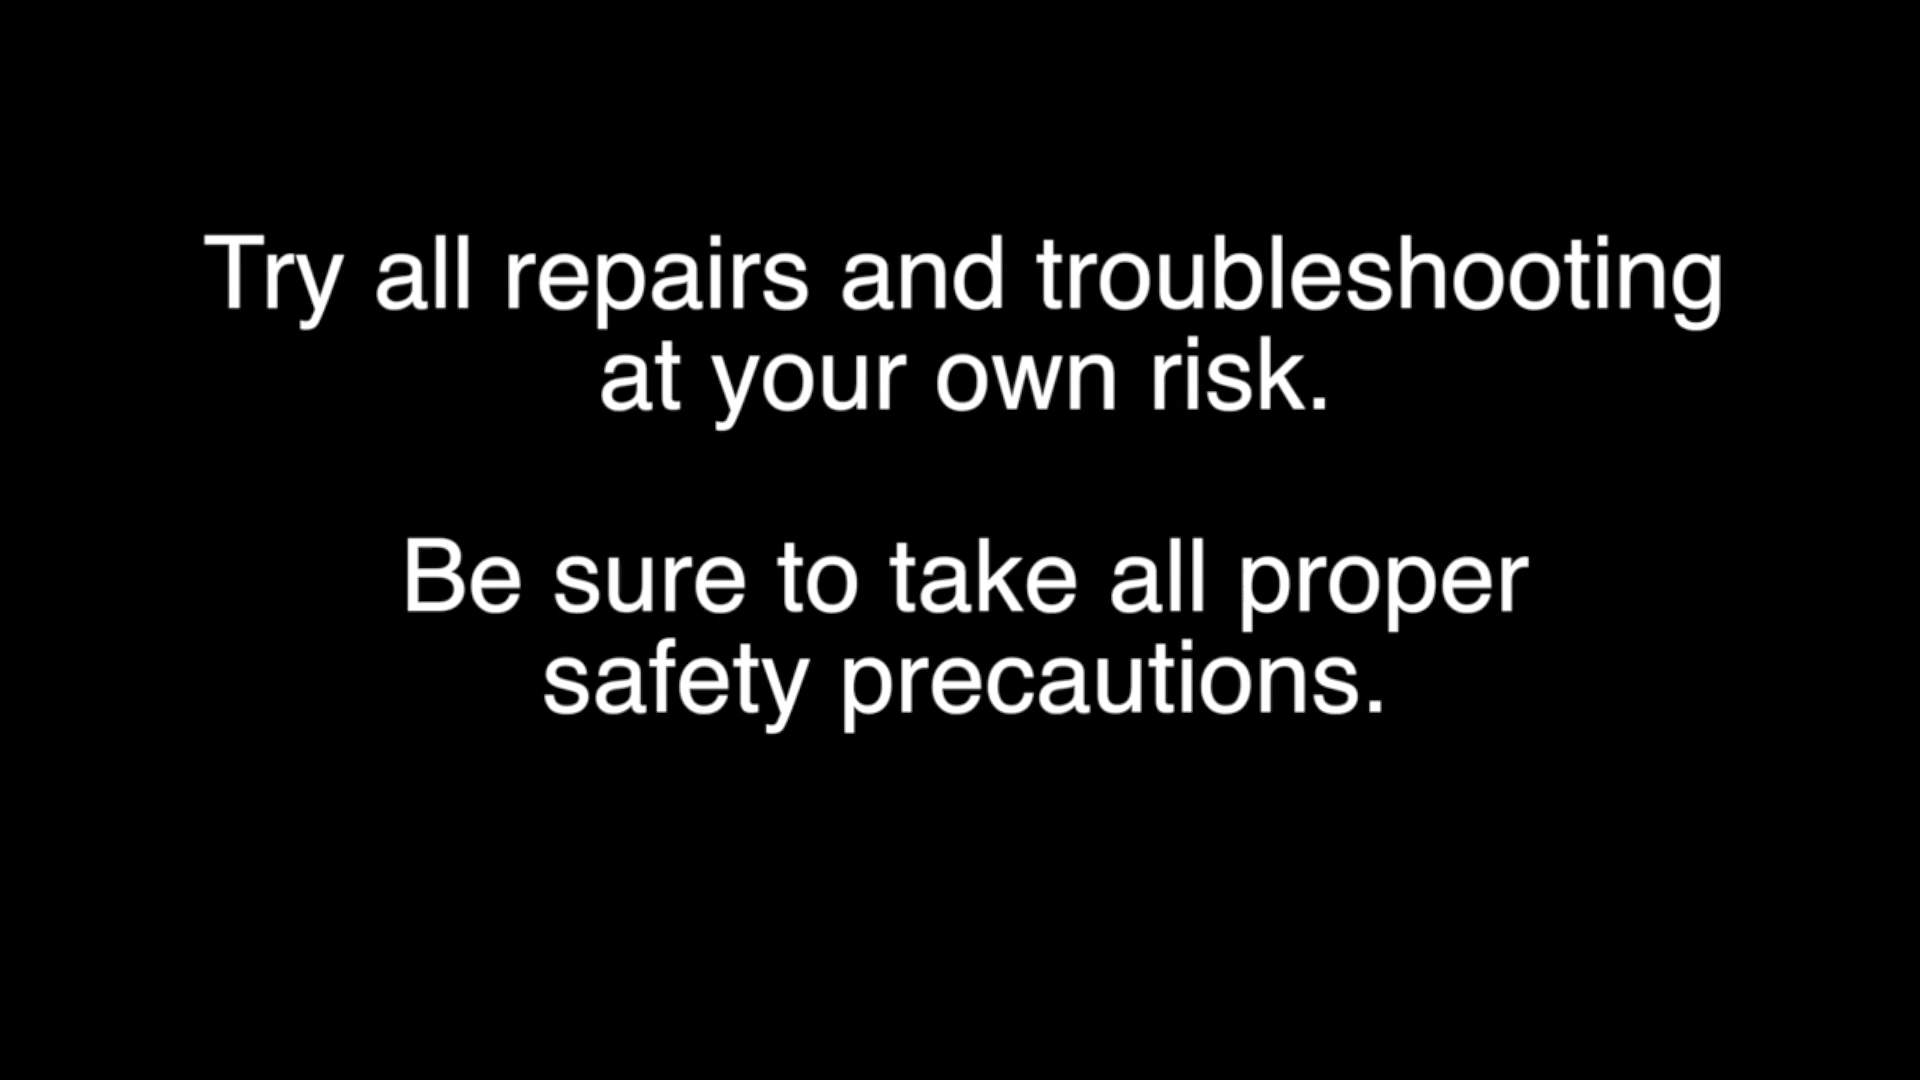 Try all repairs and troubleshooting
at your own risk.
Be sure to take all proper
safety precautions.